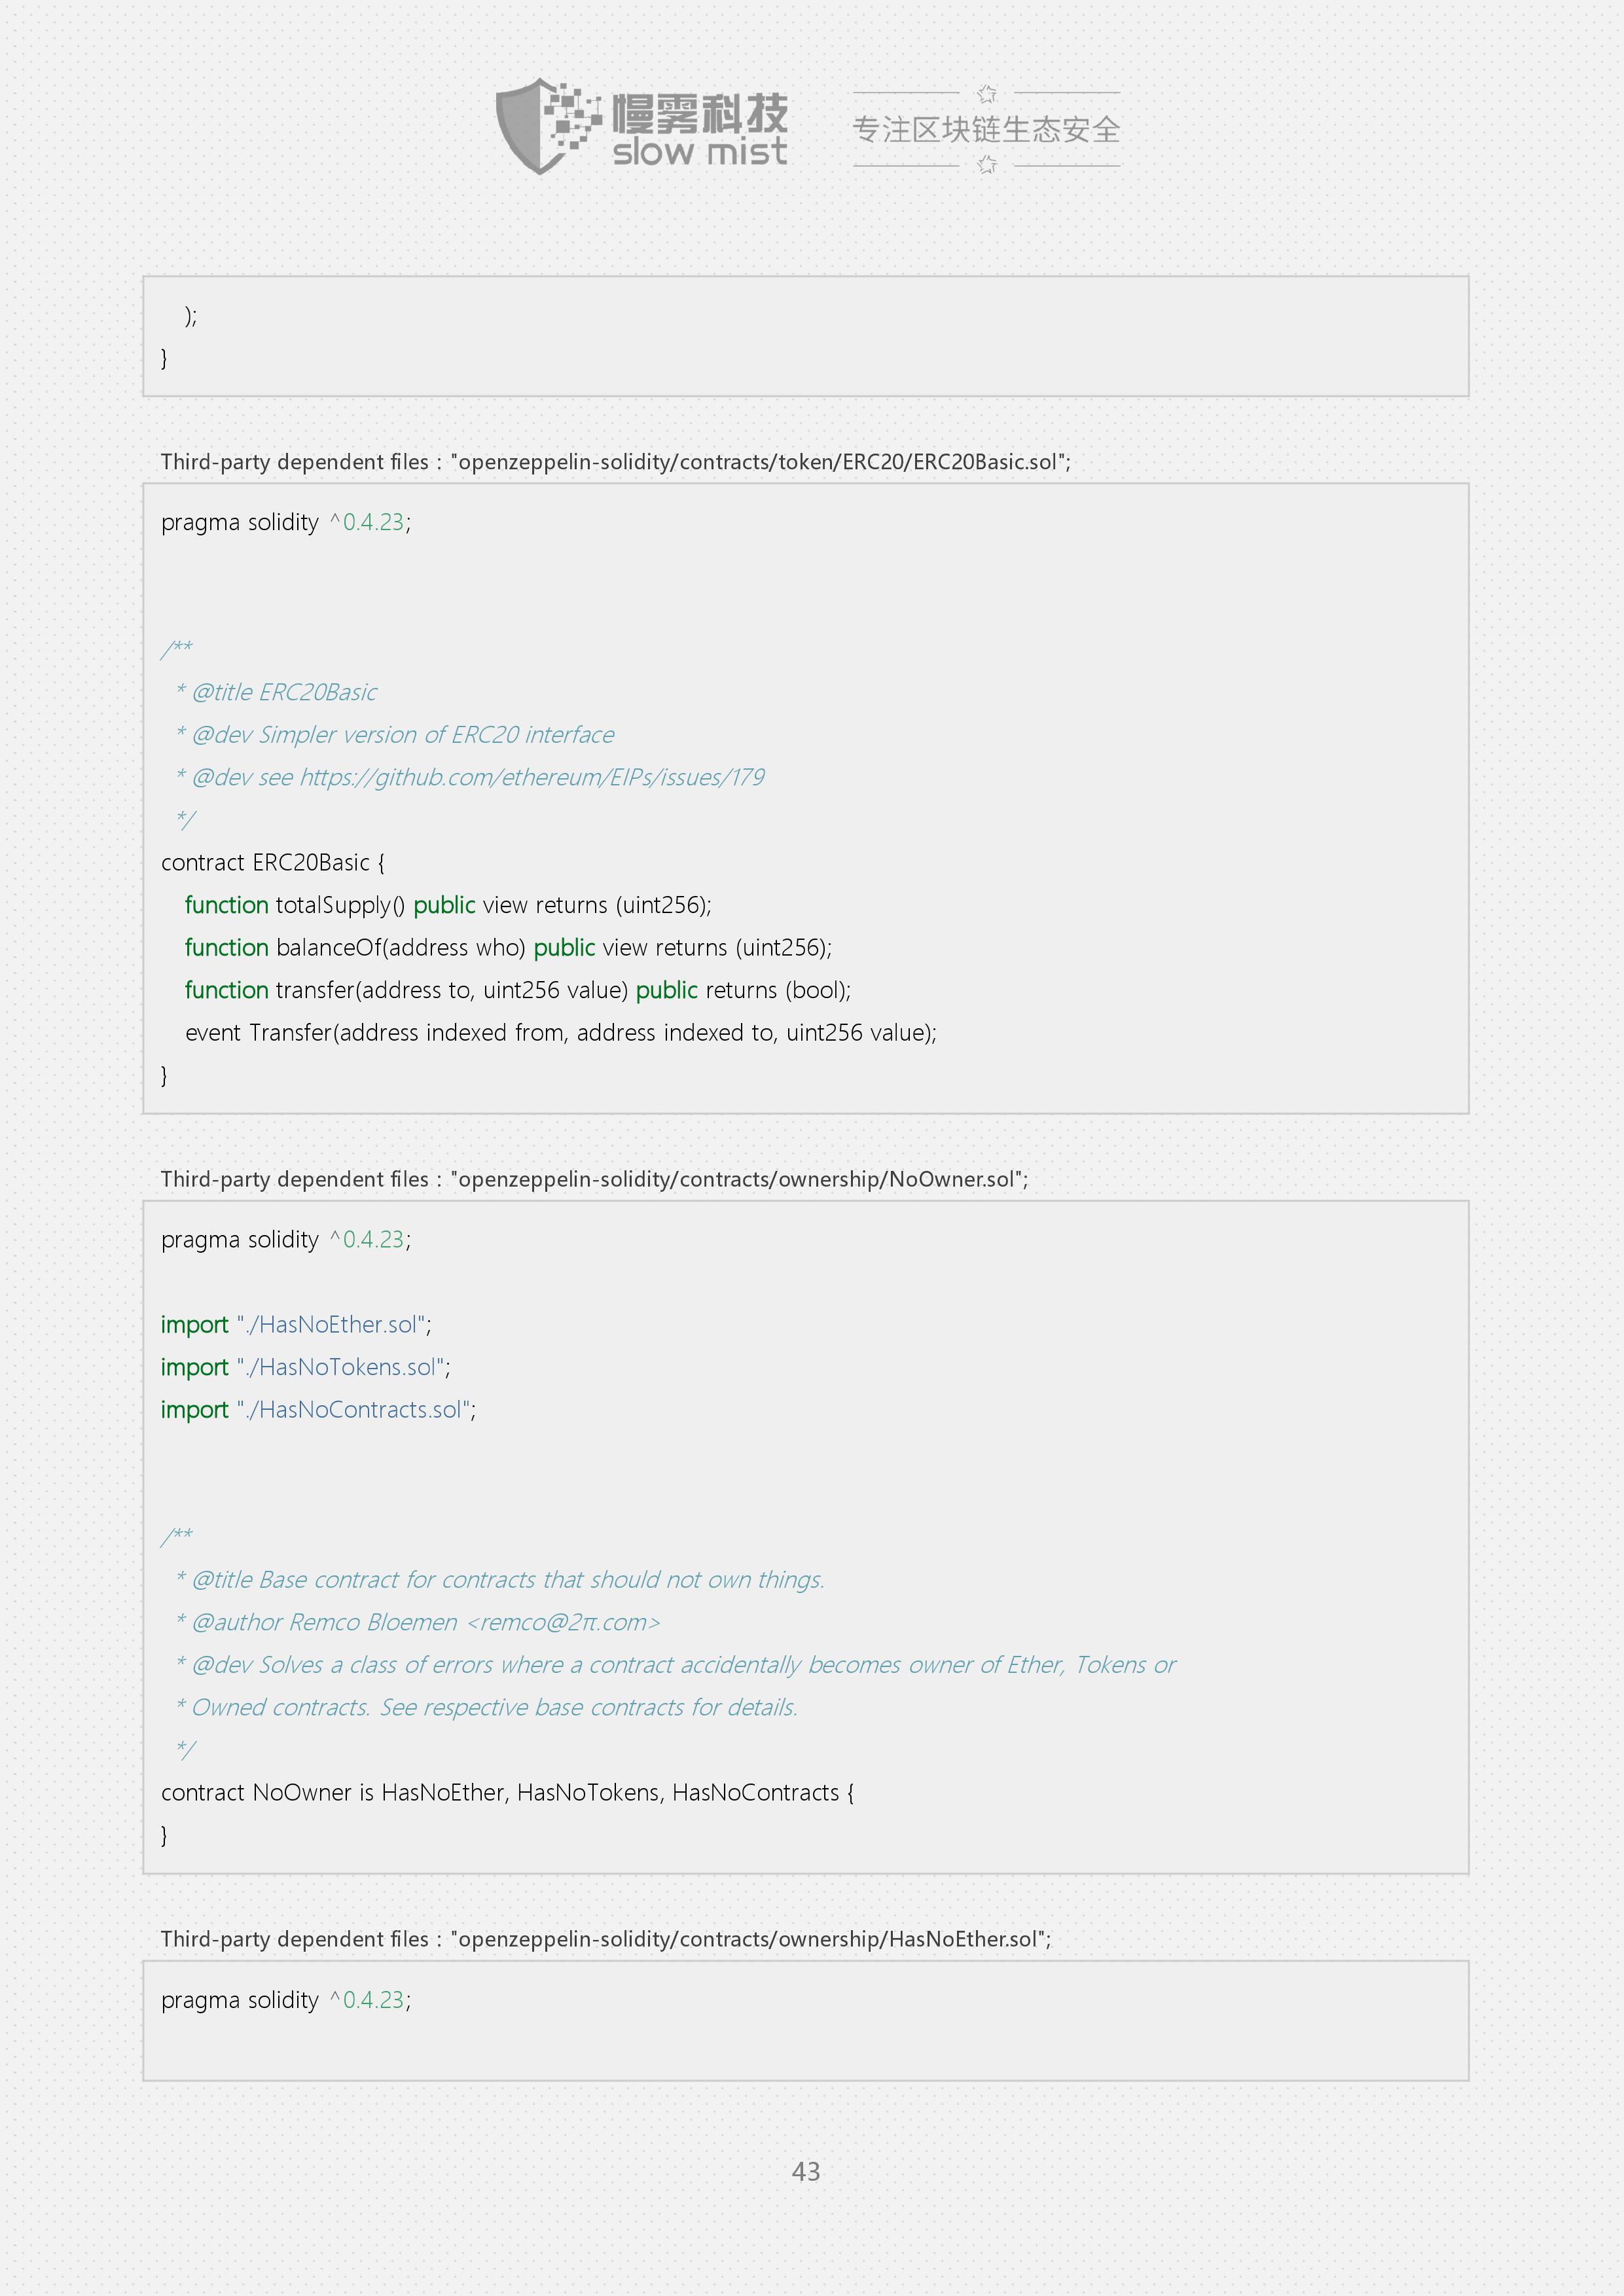 慢雾科技
slow mist
专注区块链生态安全
);
}
Third-party dependent files : "openzeppelin-solidity/contracts/token/ERC20/ERC20Basic.sol";
pragma solidity ^0.4.23;
/**
* @title ERC20Basic
* @dev Simpler version of ERC20 interface
* @dev see https://github.com/ethereum/EIPs/issues/179
*/
contract ERC20Basic {
function totalSupply() public view returns (uint256);
function balanceOf(address who) public view returns (uint256);
function transfer(address to, uint256 value) public returns (bool);
event Transfer(address indexed from, address indexed to, uint256 value);
}
Third-party dependent files : "openzeppelin-solidity/contracts/ownership/NoOwner.sol";
pragma solidity ^0.4.23;
import "./HasNoEther.sol";
import "./HasNoTokens.sol";
import "./HasNoContracts.sol";
/**
* @title Base contract for contracts that should not own things.
* @author Remco Bloemen <remco@2π.com>
* @dev Solves a class of errors where a contract accidentally becomes owner of Ether, Tokens or
* Owned contracts. See respective base contracts for details.
*/
contract NoOwner is HasNoEther, HasNoTokens, HasNoContracts {
}
Third-party dependent files : "openzeppelin-solidity/contracts/ownership/HasNoEther.sol";
pragma solidity ^0.4.23;
43